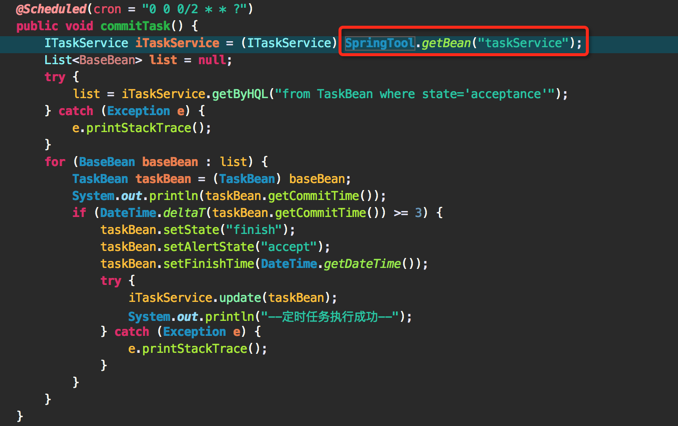 @Scheduled(cron = "0 0 0/2 * * ?")
public void commitTask() {
    ITaskService iTaskService = (ITaskService) SpringTool.getBean("taskService");
    List<BaseBean> list = null;
    try {
        list = iTaskService.getByHQL("from TaskBean where state='acceptance'");
    } catch (Exception e) {
        e.printStackTrace();
    }
    for (BaseBean baseBean : list) {
        TaskBean taskBean = (TaskBean) baseBean;
        System.out.println(taskBean.getCommitTime());
        if (DateTime.deltaT(taskBean.getCommitTime()) >= 3) {
            taskBean.setState("finish");
            taskBean.setAlertState("accept");
            taskBean.setFinishTime(DateTime.getDateTime());
            try {
                iTaskService.update(taskBean);
                System.out.println("--定时任务执行成功--");
            } catch (Exception e) {
                e.printStackTrace();
            }
        }
    }
}